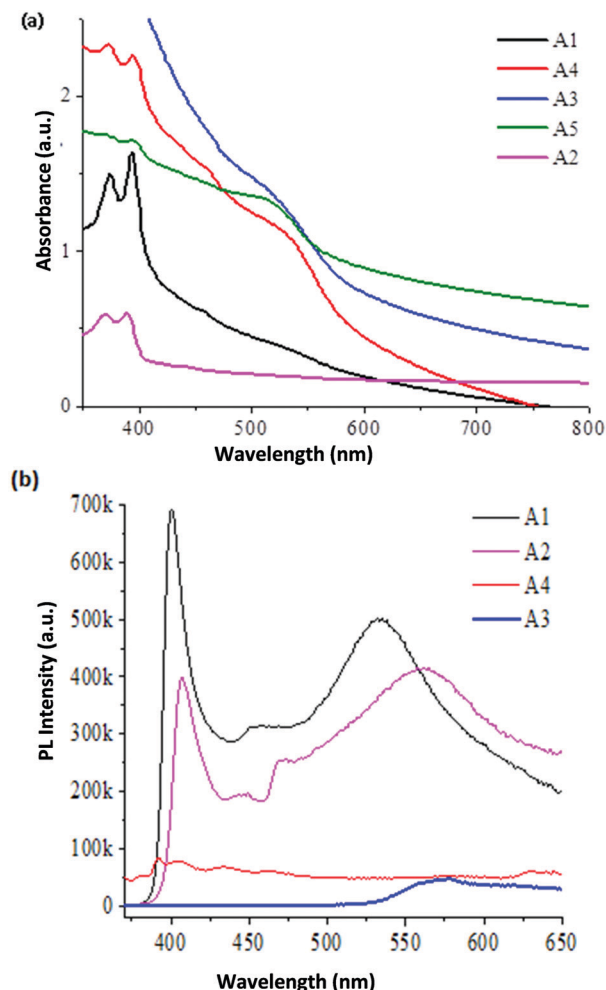 (a)
A1
A4
A3
A5
A2
2
1
0
Absorbance (a.u.)
400 500 600 700 800
Wavelength (nm)
(b)
700k
600k
500k
400k
300k
200k
100k
0
A1
A2
A4
A3
PL Intensity (a.u.)
400 450 500 550 600 650
Wavelength (nm)